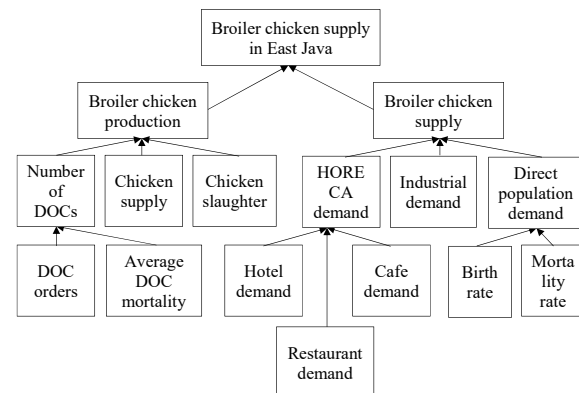 Broiler chicken supply
in East Java
Broiler chicken
production
Broiler chicken
supply
Number
of
DOCs
Chicken
supply
Chicken
slaughter
HORE
CA
demand
Industrial
demand
Direct
population
demand
DOC
orders
Average
DOC
mortality
Hotel
demand
Cafe
demand
Birth
rate
Morta
lity
rate
Restaurant
demand